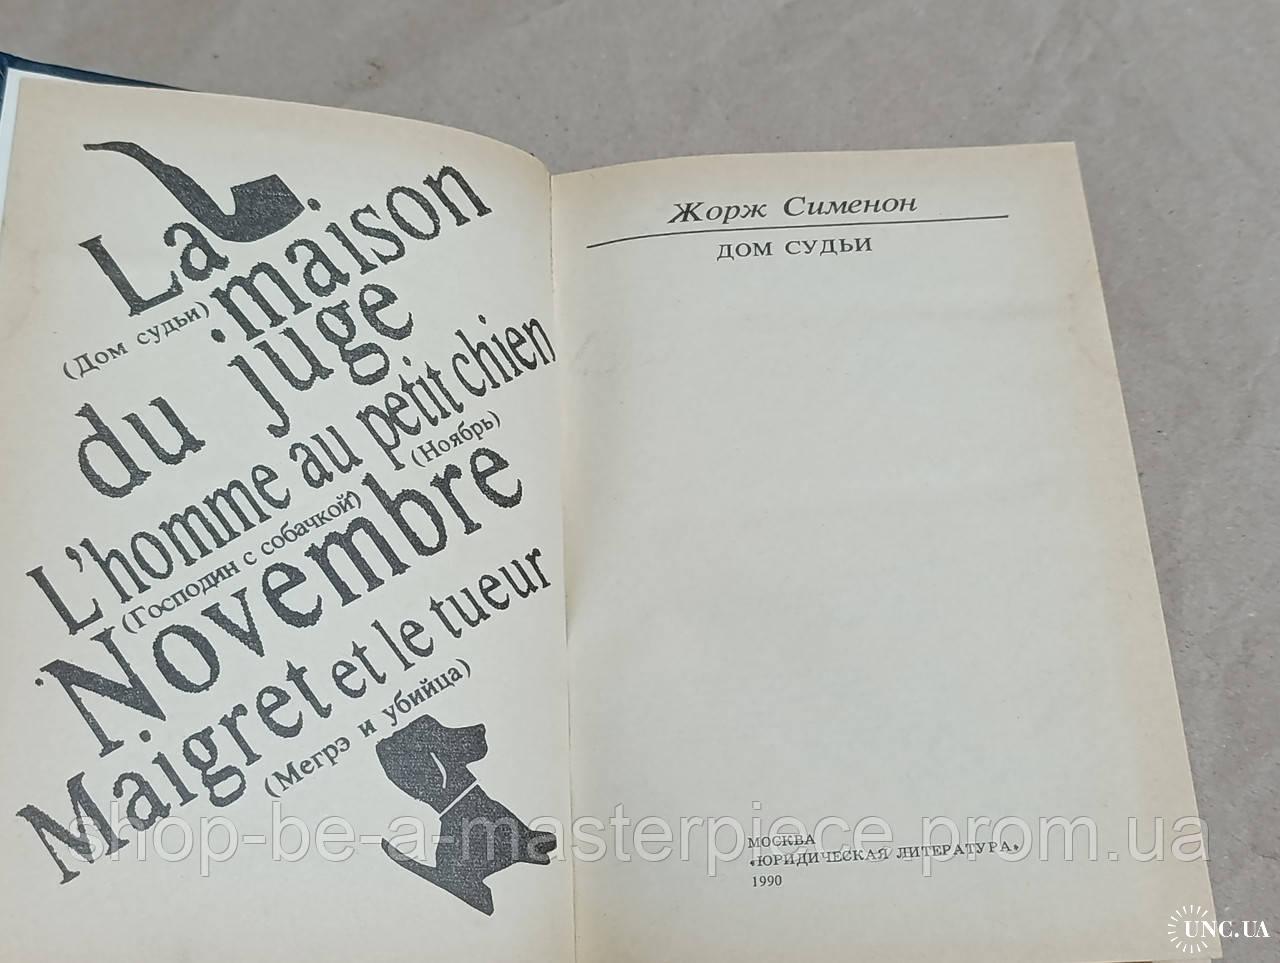 La maison
(Дом судьи)
du juge
L'homme au petit chien
(Господин с собачкой)
(Ноябрь)
Novembre
Maigret et le tueur
(Мегрэ и убийца)
Жорж Сименон
ДОМ СУДЬИ
МОСКВА
«ЮРИДИЧЕСКАЯ ЛИТЕРАТУРА»
1990
shop-be-a-masterpiece.prom.ua
UNC.UA